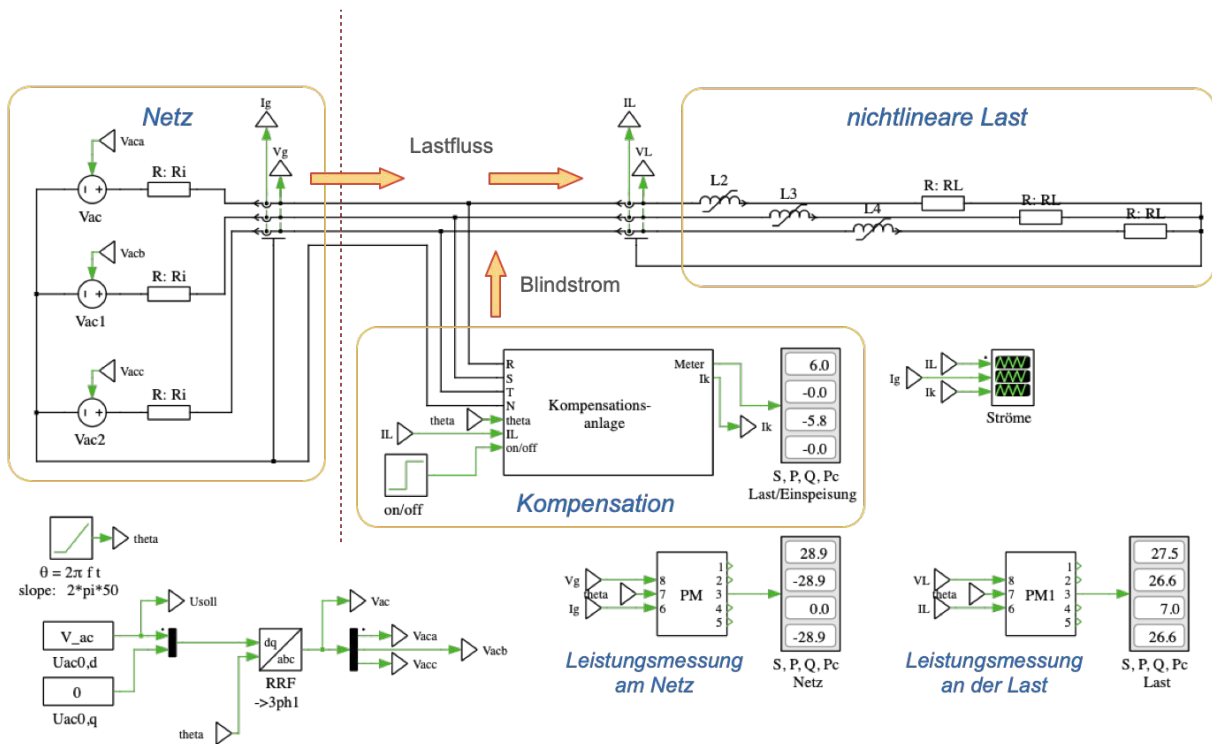 Netz
Ig
Vg
Vaca
R: Ri
Vac
Vacb
R: Ri
Vac1
Vacc
R: Ri
Vac2
Lastfluss
Blindstrom
IL
VL
nichtlineare Last
L2
L3
L4
R: RL
R: RL
R: RL
R
S
T
N
theta
IL
on/off
Kompensations-
anlage
Meter
Ik
theta
IL
on/off
Ik
6.0
-0.0
-5.8
-0.0
S, P, Q, Pc
Last/Einspeisung
Kompensation
IL
Ig
Ik
Ströme
theta
θ = 2π f t
slope: 2*pi*50
Usoll
V_ac
Uac0,d
0
Uac0,q
theta
dq
abc
RRF
->3ph1
Vac
Vaca
Vacb
Vacc
Vg
theta
Ig
8
7
6
PM
1
2
3
4
5
28.9
-28.9
0.0
-28.9
S, P, Q, Pc
Netz
Leistungsmessung
am Netz
VL
theta
IL
8
7
6
PM1
1
2
3
4
5
27.5
26.6
7.0
26.6
S, P, Q, Pc
Last
Leistungsmessung
an der Last